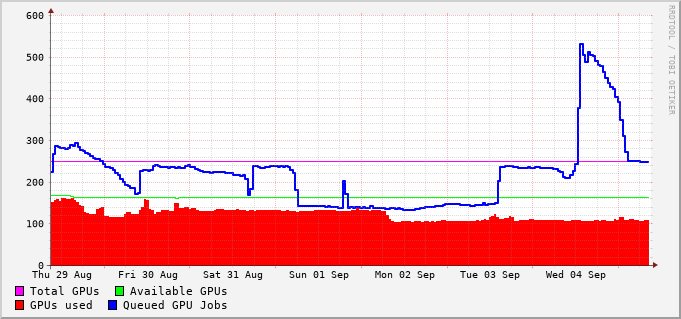 600
500
400
300
200
100
0
Thu 29 Aug Fri 30 Aug Sat 31 Aug Sun 01 Sep Mon 02 Sep Tue 03 Sep Wed 04 Sep
Total GPUs Available GPUs
GPUs used Queued GPU Jobs
RRDTOOL / TOBI OETIKER